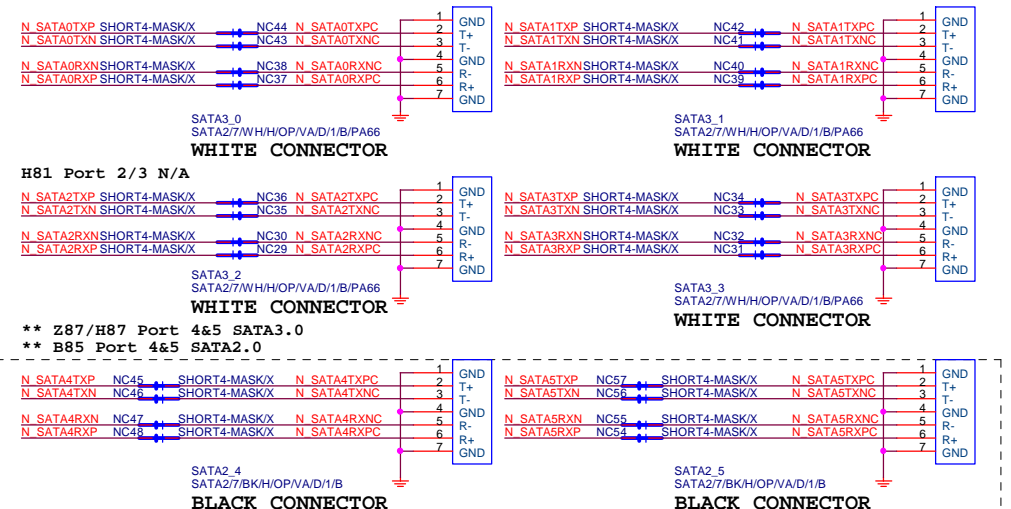 N_SATA0TXP SHORT4-MASK/X NC44 N_SATA0TXPC
N_SATA0TXN SHORT4-MASK/X NC43 N_SATA0TXNC
N_SATA0RXN SHORT4-MASK/X NC38 N_SATA0RXNC
N_SATA0RXP SHORT4-MASK/X NC37 N_SATA0RXPC
1 GND
2 T+
3 T-
4 GND
5 R-
6 R+
7 GND
SATA3_0
SATA2/7/WH/H/OP/VA/D/1/B/PA66
WHITE CONNECTOR
N_SATA1TXP SHORT4-MASK/X NC42 N_SATA1TXPC
N_SATA1TXN SHORT4-MASK/X NC41 N_SATA1TXNC
N_SATA1RXN SHORT4-MASK/X NC40 N_SATA1RXNC
N_SATA1RXP SHORT4-MASK/X NC39 N_SATA1RXPC
1 GND
2 T+
3 T-
4 GND
5 R-
6 R+
7 GND
SATA3_1
SATA2/7/WH/H/OP/VA/D/1/B/PA66
WHITE CONNECTOR
H81 Port 2/3 N/A
N_SATA2TXP SHORT4-MASK/X NC36 N_SATA2TXPC
N_SATA2TXN SHORT4-MASK/X NC35 N_SATA2TXNC
N_SATA2RXN SHORT4-MASK/X NC30 N_SATA2RXNC
N_SATA2RXP SHORT4-MASK/X NC29 N_SATA2RXPC
1 GND
2 T+
3 T-
4 GND
5 R-
6 R+
7 GND
SATA3_2
SATA2/7/WH/H/OP/VA/D/1/B/PA66
WHITE CONNECTOR
N_SATA3TXP SHORT4-MASK/X NC34 N_SATA3TXPC
N_SATA3TXN SHORT4-MASK/X NC33 N_SATA3TXNC
N_SATA3RXN SHORT4-MASK/X NC32 N_SATA3RXNC
N_SATA3RXP SHORT4-MASK/X NC31 N_SATA3RXPC
1 GND
2 T+
3 T-
4 GND
5 R-
6 R+
7 GND
SATA3_3
SATA2/7/WH/H/OP/VA/D/1/B/PA66
WHITE CONNECTOR
** Z87/H87 Port 4&5 SATA3.0
** B85 Port 4&5 SATA2.0
N_SATA4TXP NC45 SHORT4-MASK/X N_SATA4TXPC
N_SATA4TXN NC46 SHORT4-MASK/X N_SATA4TXNC
N_SATA4RXN NC47 SHORT4-MASK/X N_SATA4RXNC
N_SATA4RXP NC48 SHORT4-MASK/X N_SATA4RXPC
1 GND
2 T+
3 T-
4 GND
5 R-
6 R+
7 GND
SATA2_4
SATA2/7/BK/H/OP/VA/D/1/B
BLACK CONNECTOR
N_SATA5TXP NC57 SHORT4-MASK/X N_SATA5TXPC
N_SATA5TXN NC56 SHORT4-MASK/X N_SATA5TXNC
N_SATA5RXN NC55 SHORT4-MASK/X N_SATA5RXNC
N_SATA5RXP NC54 SHORT4-MASK/X N_SATA5RXPC
1 GND
2 T+
3 T-
4 GND
5 R-
6 R+
7 GND
SATA2_5
SATA2/7/BK/H/OP/VA/D/1/B
BLACK CONNECTOR